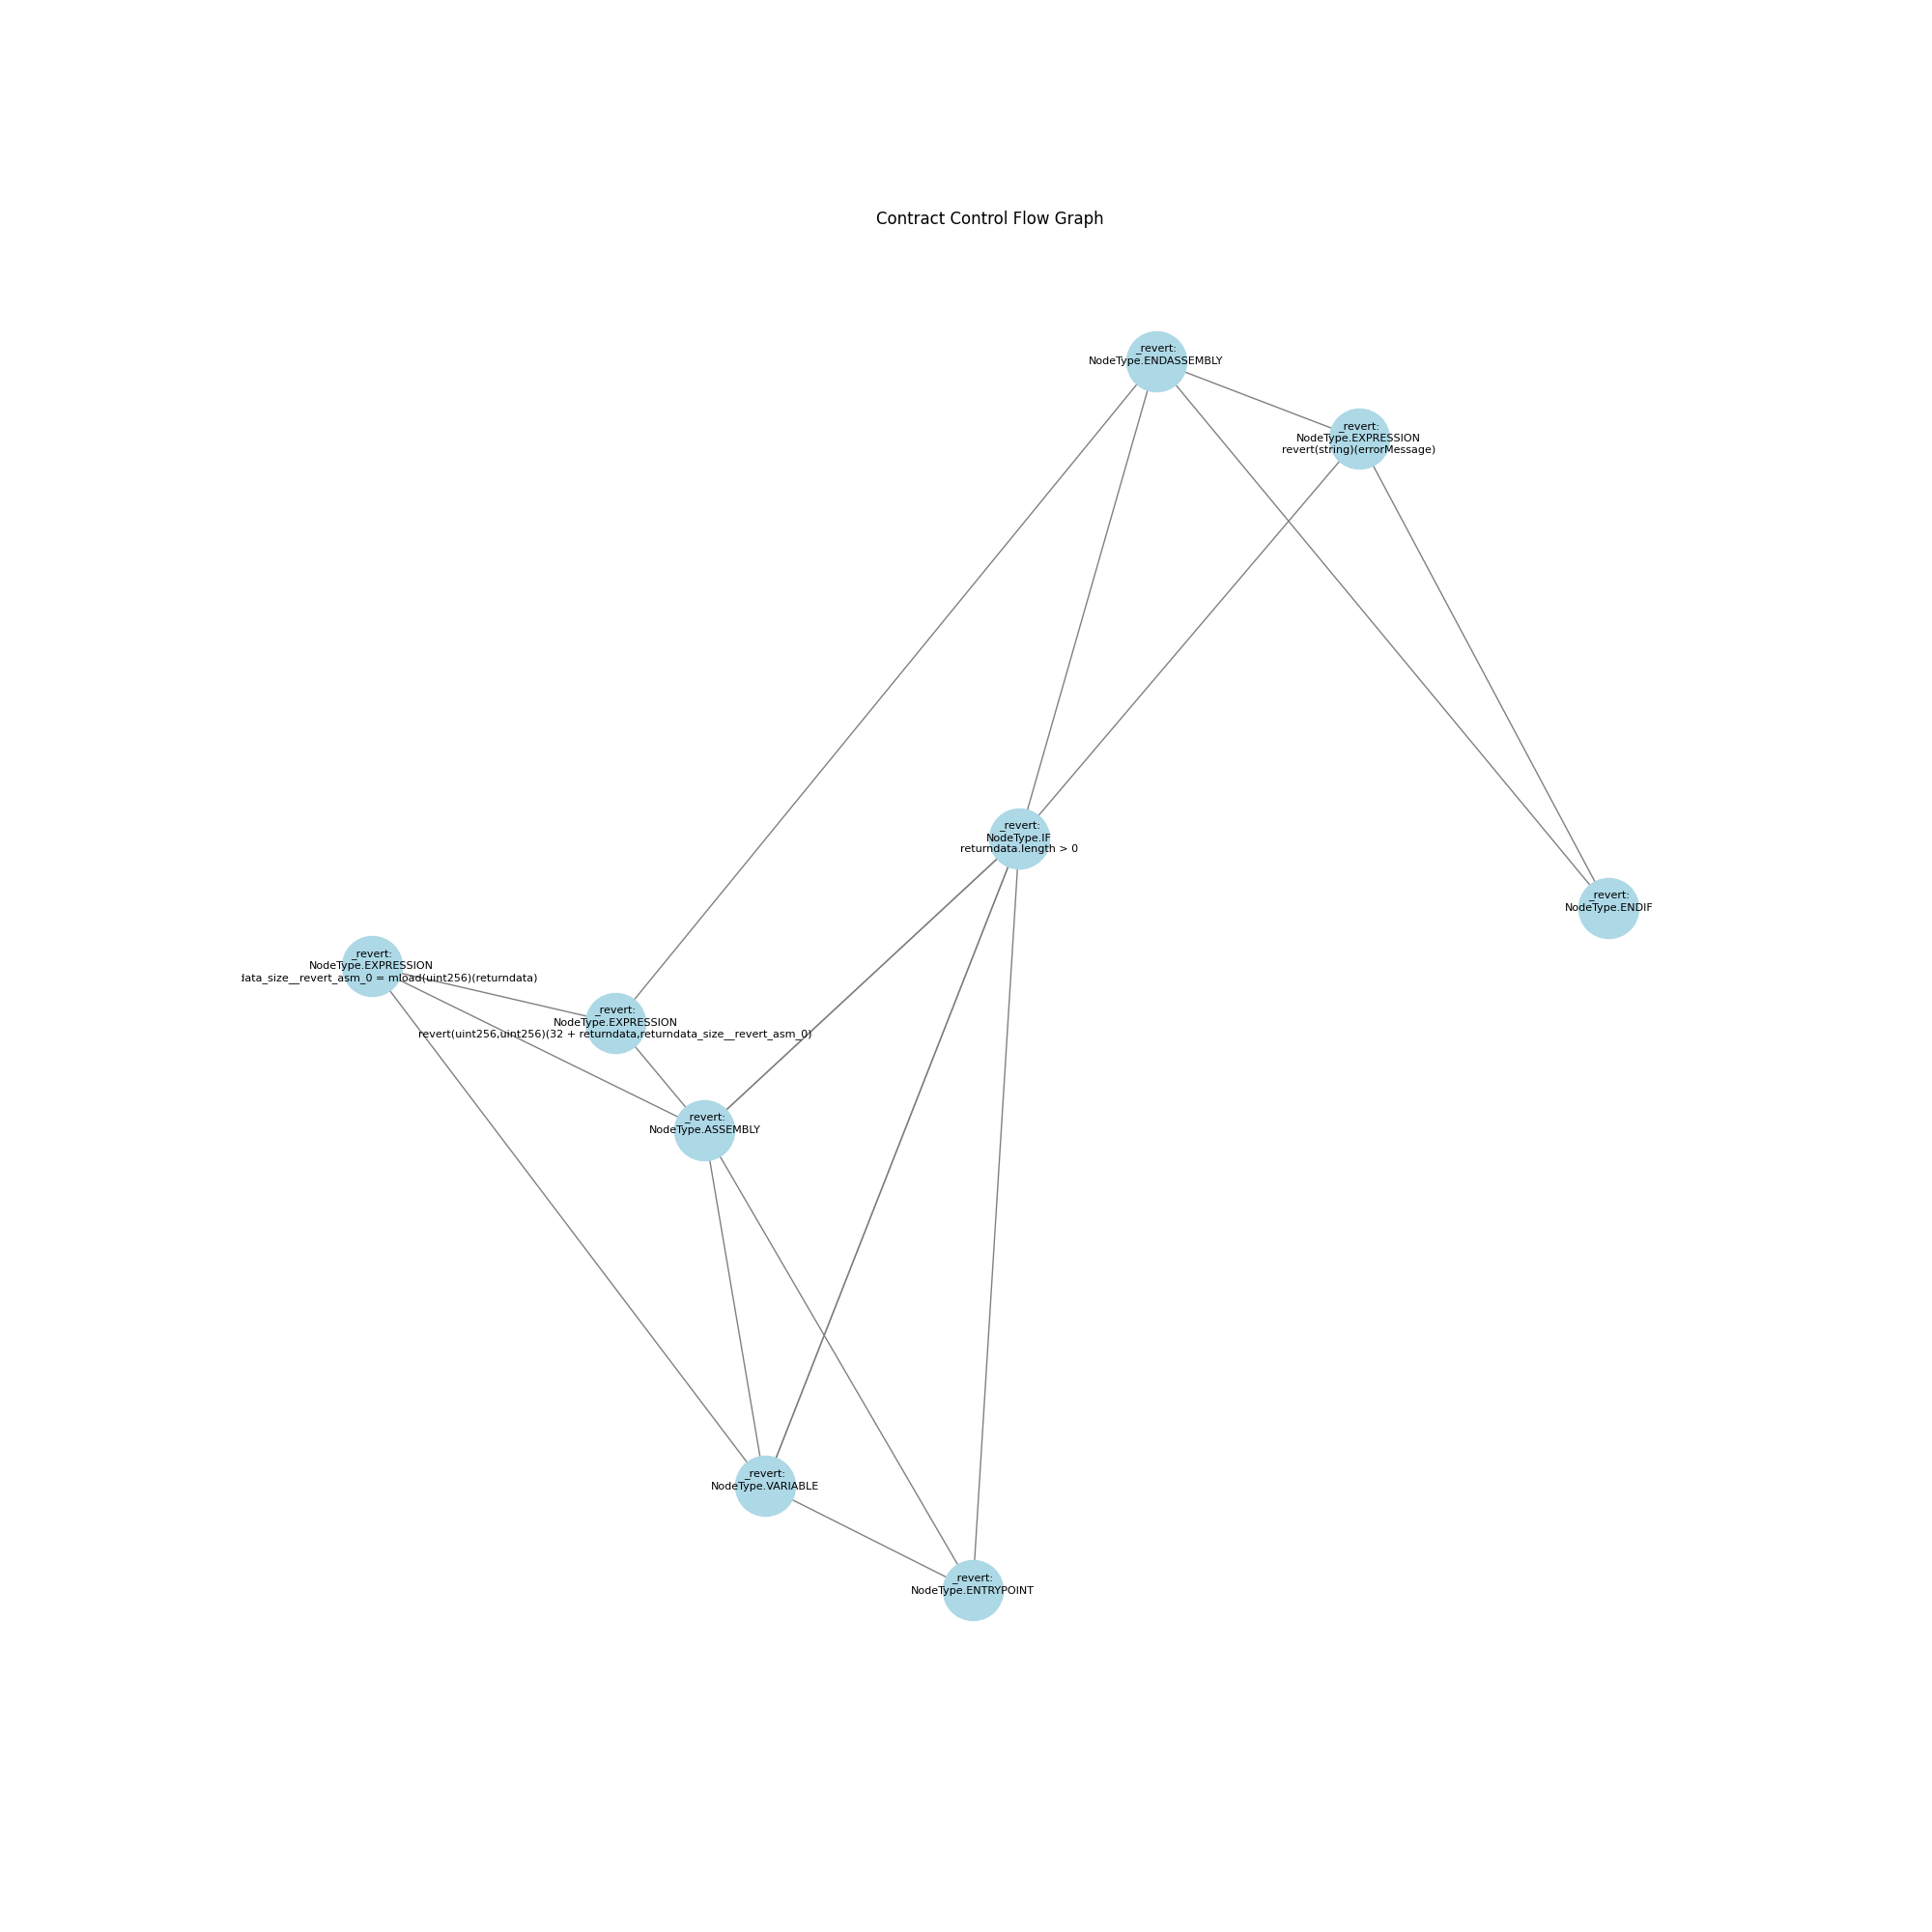 Contract Control Flow Graph
_revert:
NodeType.ENDASSEMBLY
_revert:
NodeType.EXPRESSION
revert(string)(errorMessage)
_revert:
NodeType.IF
returndata.length > 0
_revert:
NodeType.ENDIF
_revert:
NodeType.EXPRESSION
data_size__revert_asm_0 = mload(uint256)(returndata)
_revert:
NodeType.EXPRESSION
revert(uint256,uint256)(32 + returndata,returndata_size__revert_asm_0)
_revert:
NodeType.ASSEMBLY
_revert:
NodeType.VARIABLE
_revert:
NodeType.ENTRYPOINT